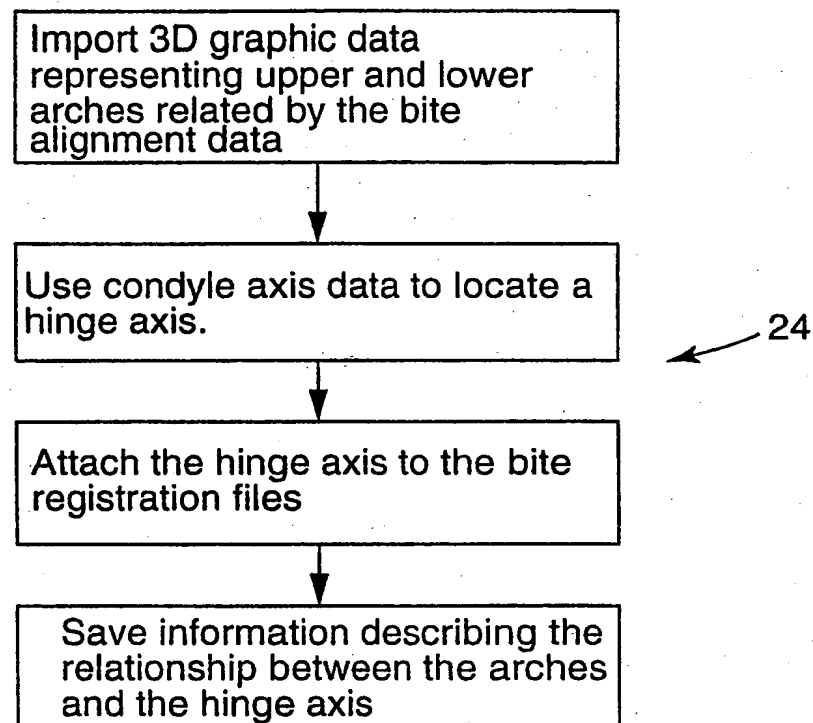 Import 3D graphic data
representing upper and lower
arches related by the bite
alignment data
Use condyle axis data to locate a
hinge axis.
24
Attach the hinge axis to the bite
registration files
Save information describing the
relationship between the arches
and the hinge axis